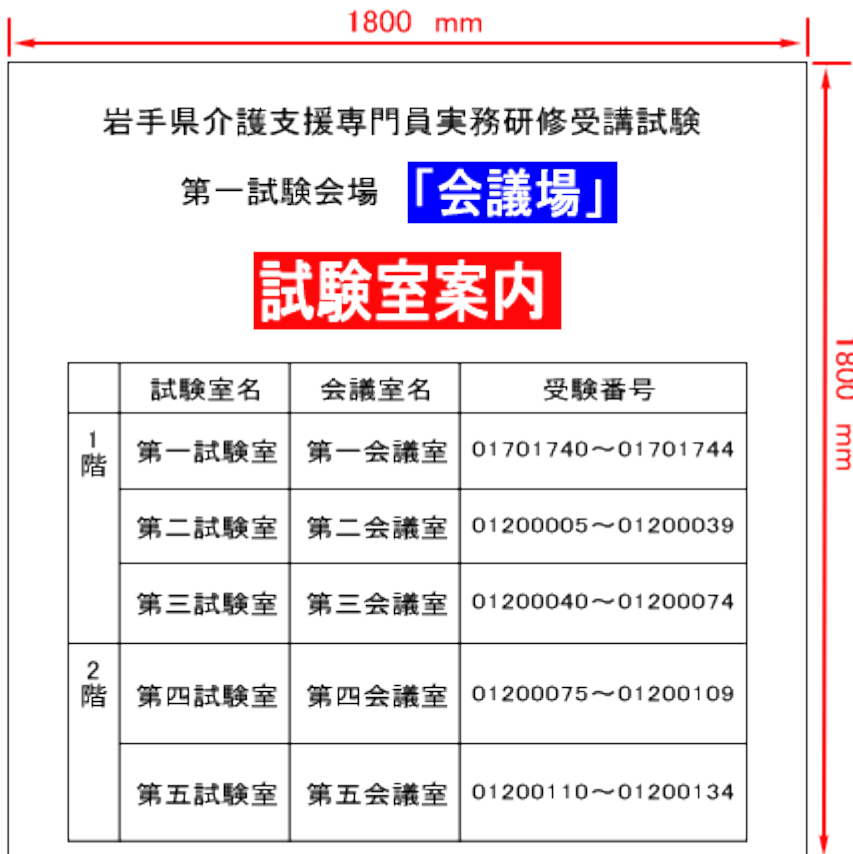 1800 mm
岩手県介護支援専門員実務研修受講試験
第一試験会場 「会議場」
試験室案内
1800 mm
試験室名 会議室名 受験番号
1階 第一試験室 第一会議室 01701740～01701744
第二試験室 第二会議室 01200005～01200039
第三試験室 第三会議室 01200040～01200074
2階 第四試験室 第四会議室 01200075～01200109
第五試験室 第五会議室 01200110～01200134